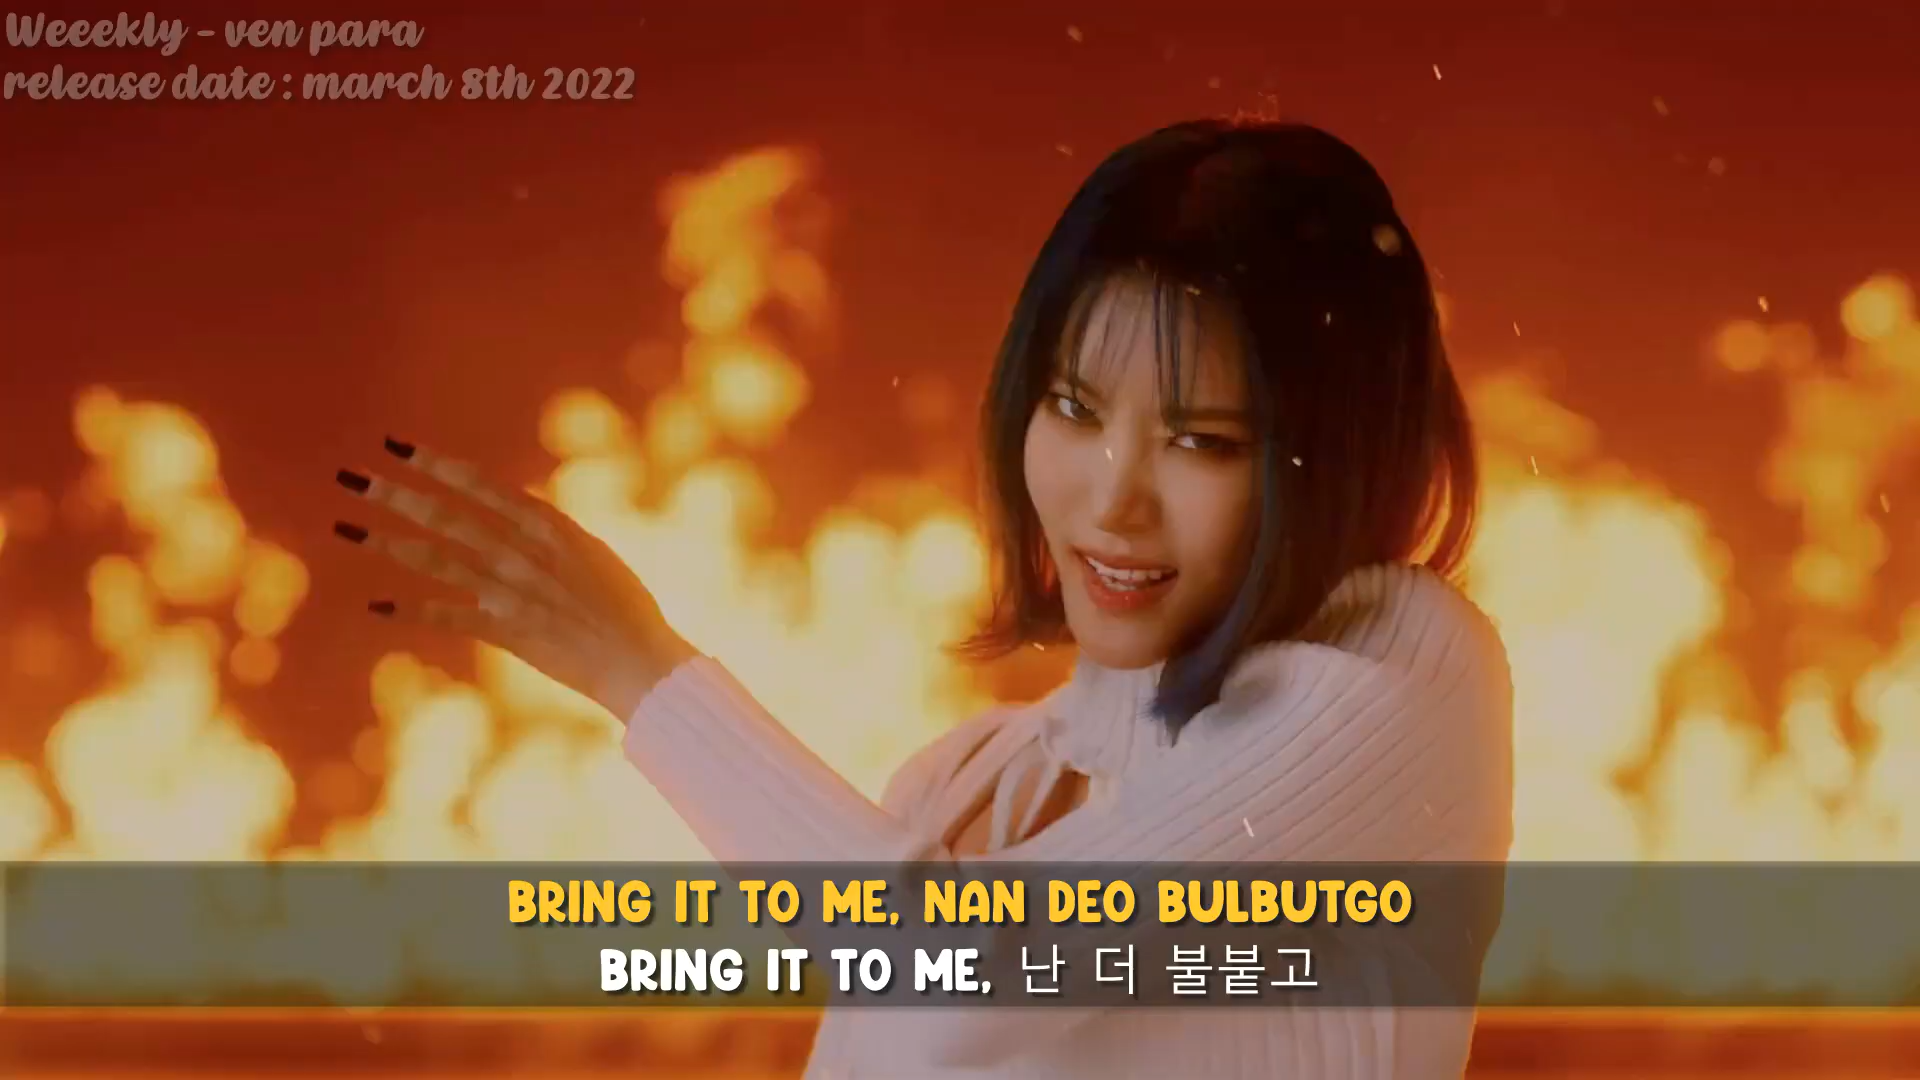 Weeekly - ven para
release date : march 8th 2022
BRING IT TO ME, NAN DEO BULBUTGO
BRING IT TO ME, 난 더 불붙고